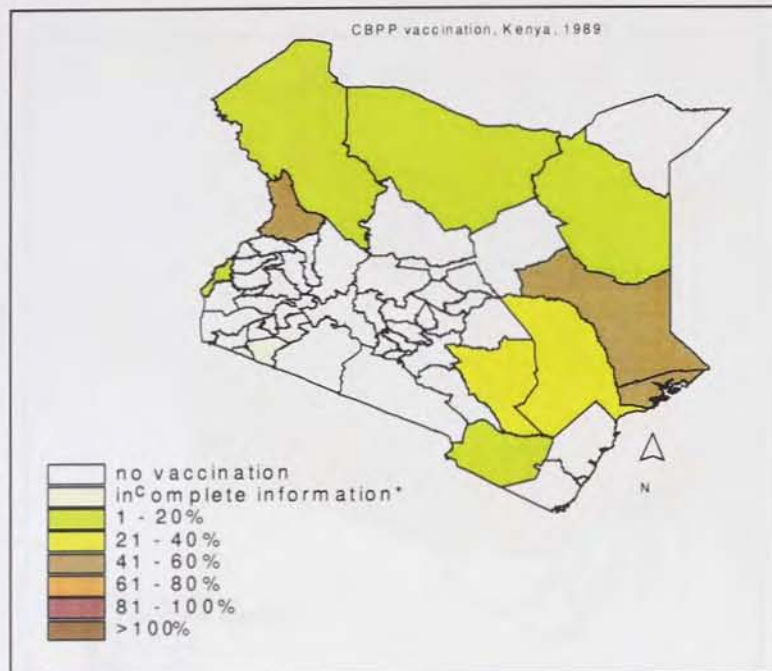 CBPP vaccination, Kenya, 1989
N
no vaccination
incomplete information*
1 - 20%
21 - 40%
41 - 60%
61 - 80%
81 - 100%
>100%